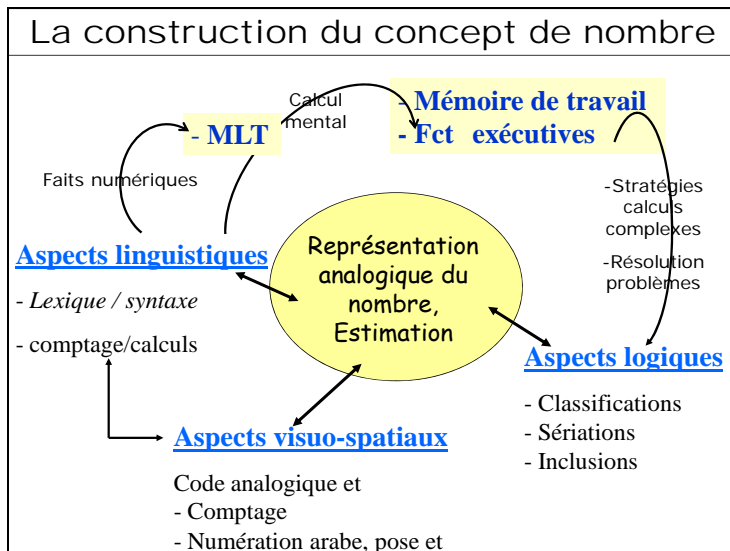 La construction du concept de nombre
Calcul
mental
- Mémoire de travail
- Fct exécutives
- MLT
Faits numériques
-Stratégies
calculs
complexes
-Résolution
problèmes
Représentation
analogique du
nombre,
Estimation
Aspects linguistiques
- Lexique / syntaxe
- comptage/calculs
Aspects logiques
- Classifications
- Sériations
- Inclusions
Aspects visuo-spatiaux
Code analogique et
- Comptage
- Numération arabe, pose et